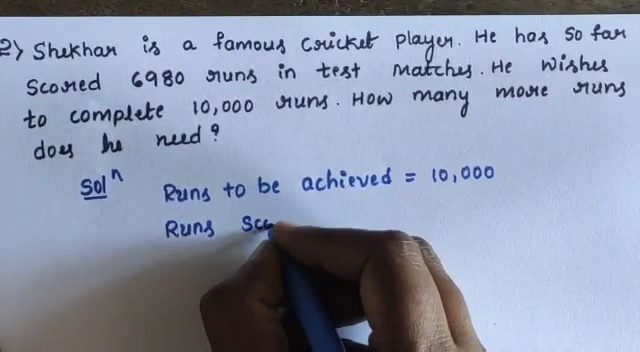 2) Shekhar is a famous cricket player. He has so far
scored 6980 runs in test matches. He wishes
to complete 10,000 runs. How many more runs
does he need?
Solⁿ Runs to be achieved = 10,000
Runs